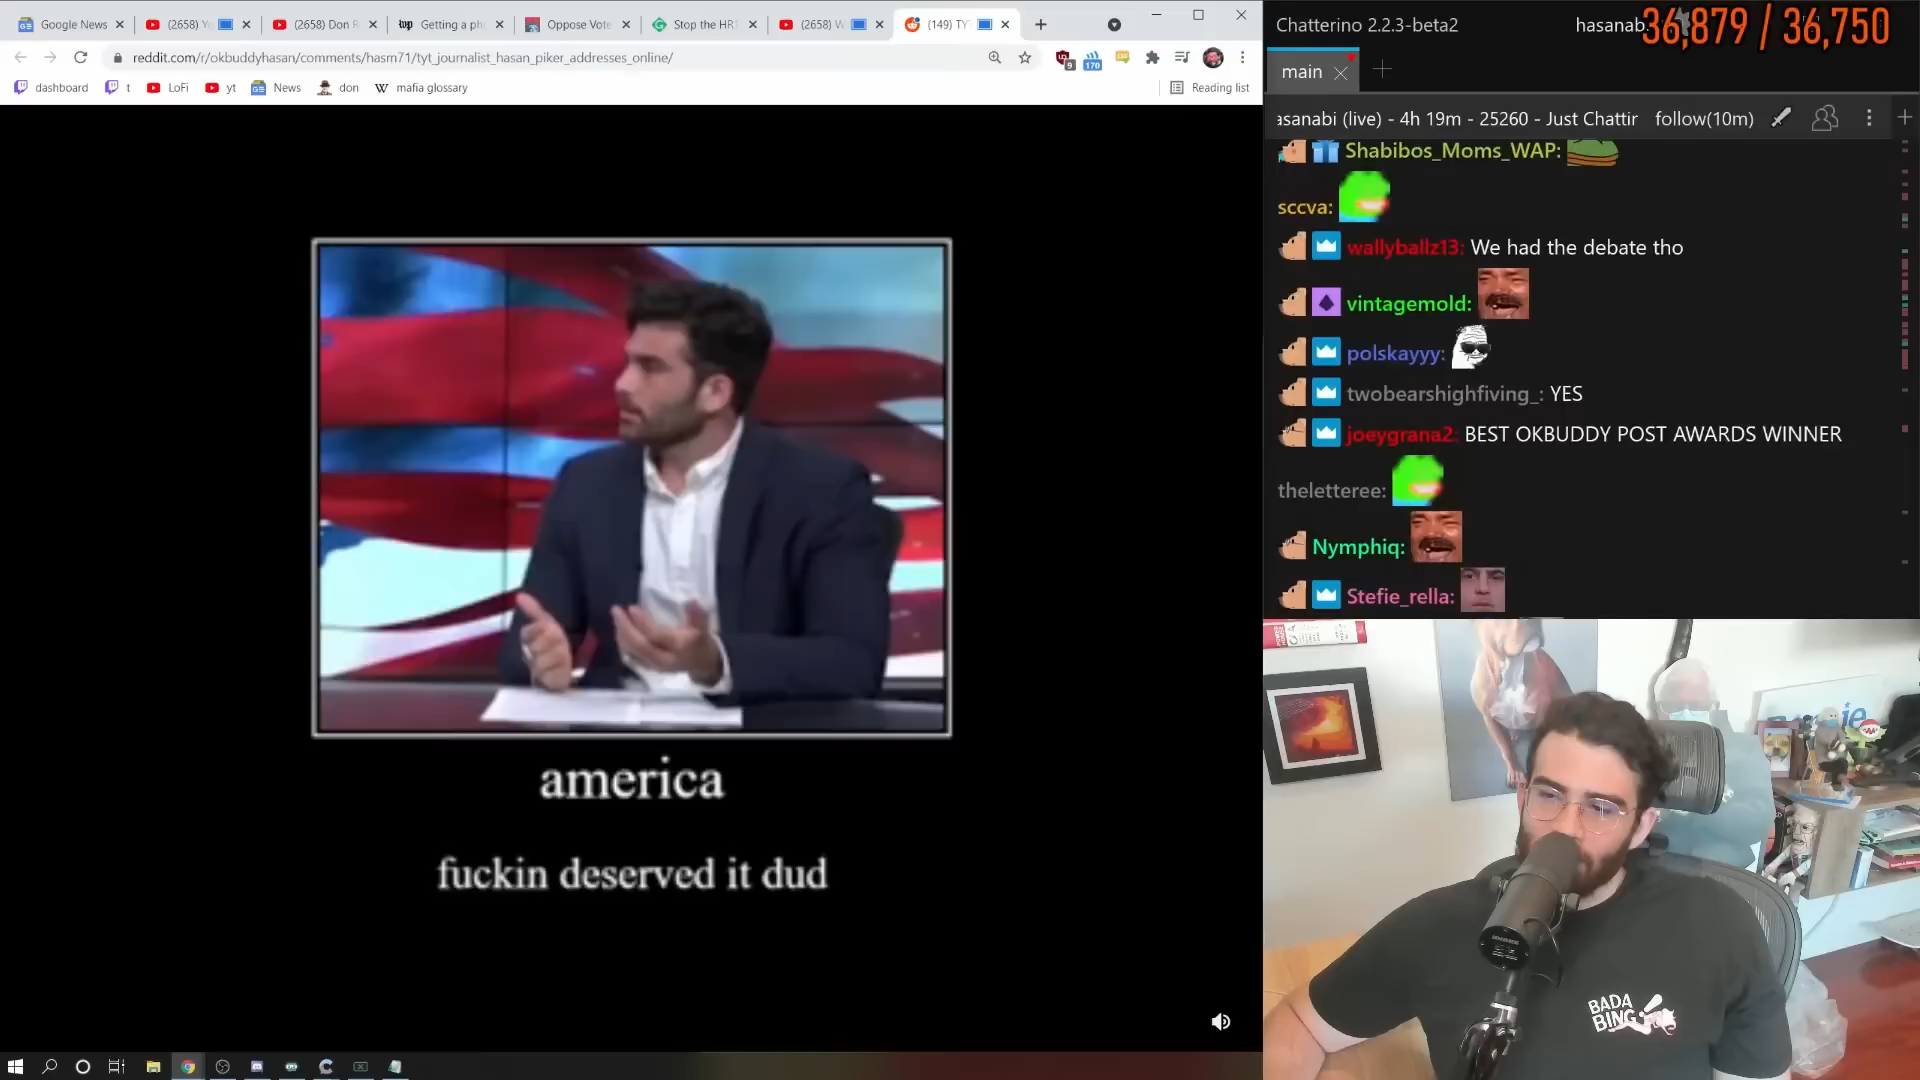 Google News
(2658) Y
(2658) Don R
Getting a ph
Oppose Vote
Stop the HR
(2658) W
(149) TY
reddit.com/r/okbuddyhasan/comments/hasm71/tyt_journalist_hasan_piker_addresses_online/
9
170
dashboard
t
LoFi
yt
News
don
W
mafia glossary
Reading list
america
fuckin deserved it dud
Chatterino 2.2.3-beta2
hasanab
36,879 / 36,750
main
asanabi (live) - 4h 19m - 25260 - Just Chattir
follow(10m)
Shabibos_Moms_WAP:
sccva:
wallyballz13: We had the debate tho
vintagemold:
polskayyy:
twobearshighfiving_: YES
joeygrana2: BEST OKBUDDY POST AWARDS WINNER
theletteree:
Nymphiq:
Stefie_rella:
BADA
BING